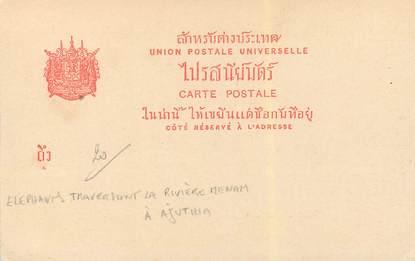 สำหรับต่างประเทศ
UNION POSTALE UNIVERSELLE
ไปรสนียบัตร์
CARTE POSTALE
ในน่านี้ ให้เขียนแต่ชื่อกับที่อยู่
CÔTÉ RÉSERVÉ À L'ADRESSE
ถึง
20
ELEPHANTS TRAVERSONT LA RIVIÈRE MENAM
À AJUTHIA